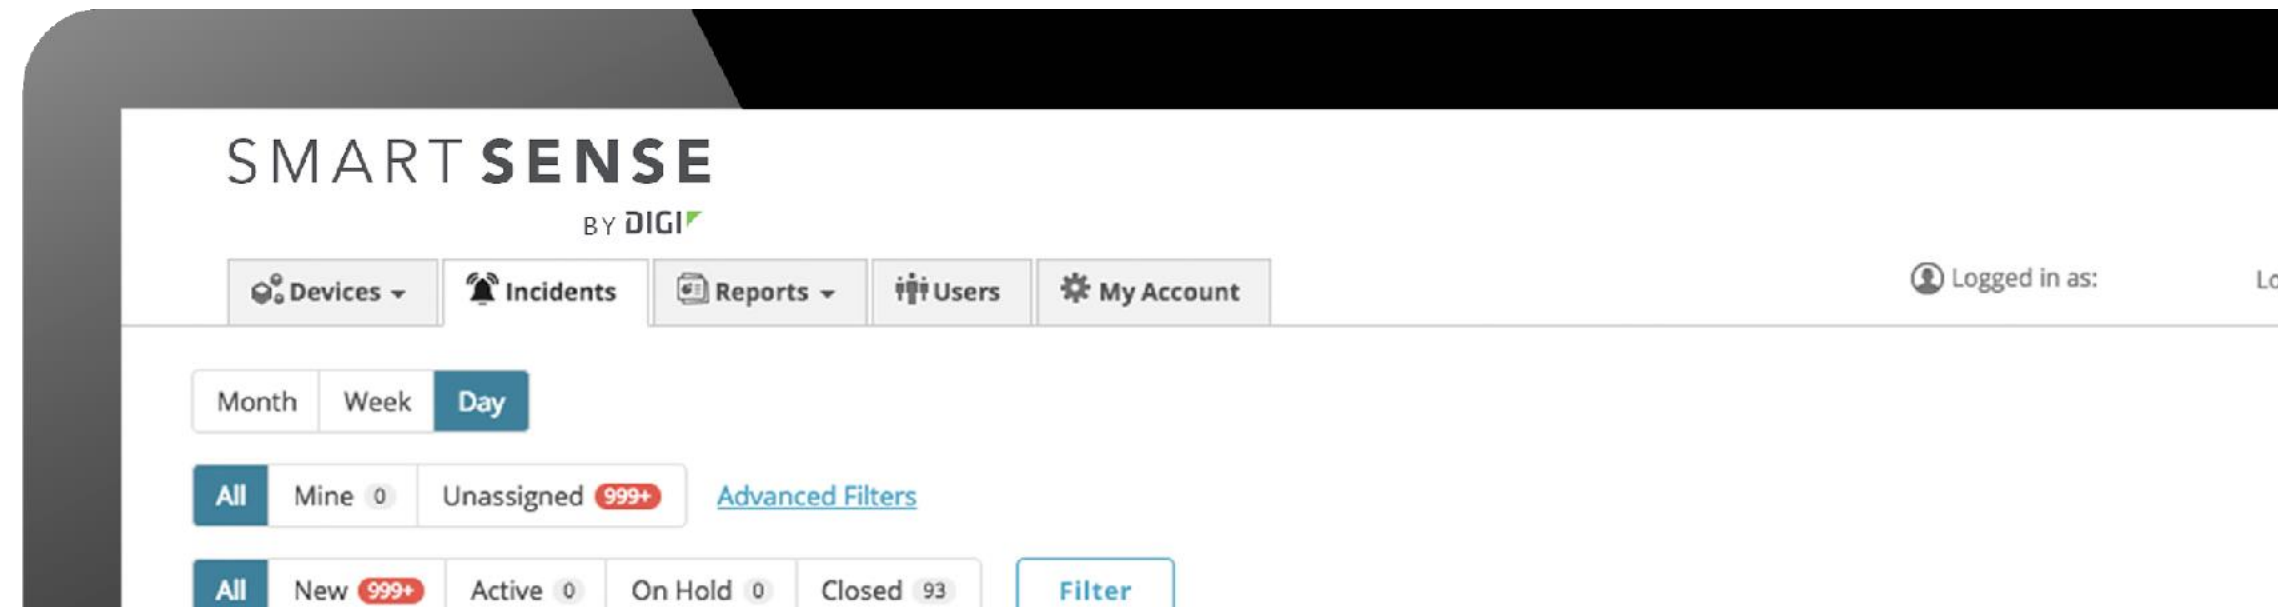 SMART SENSE
BY DIGI
Devices Incidents Reports Users My Account Logged in as:
Month Week Day
All Mine 0 Unassigned 999+ Advanced Filters
All New 999+ Active 0 On Hold 0 Closed 93 Filter